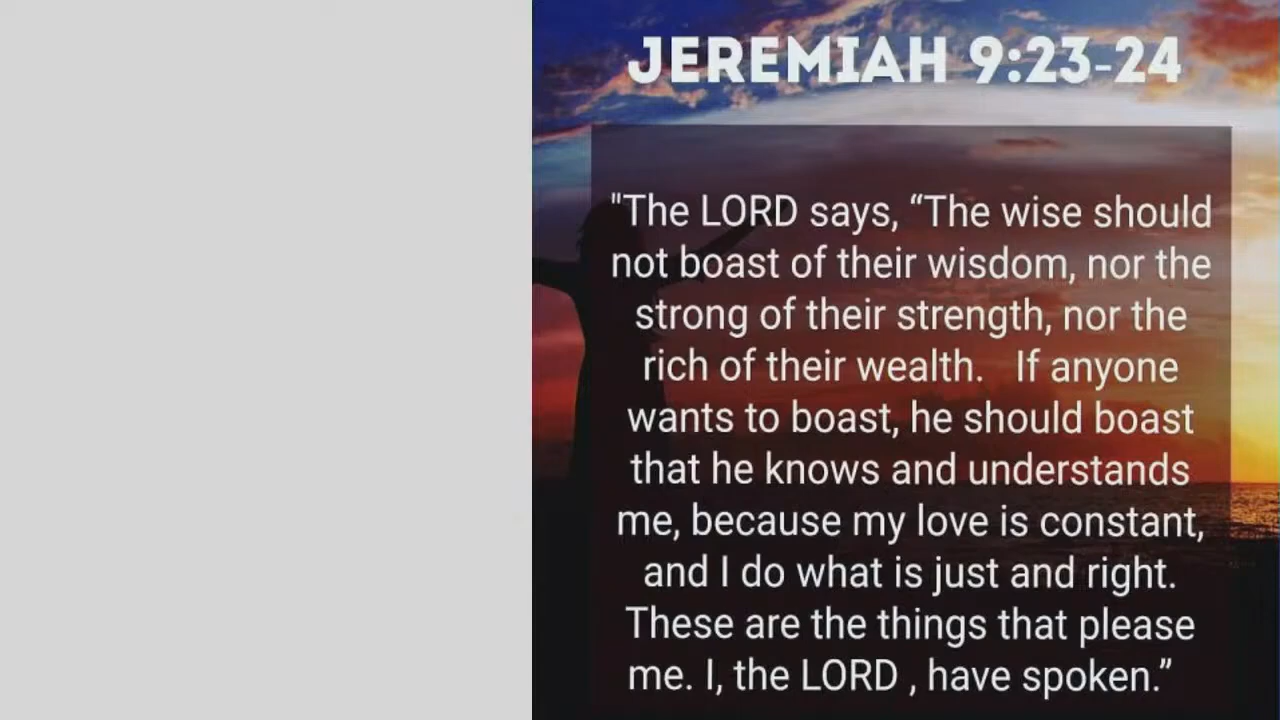 JEREMIAH 9:23-24
"The LORD says, “The wise should
not boast of their wisdom, nor the
strong of their strength, nor the
rich of their wealth.   If anyone
wants to boast, he should boast
that he knows and understands
me, because my love is constant,
and I do what is just and right.
These are the things that please
me. I, the LORD , have spoken.”